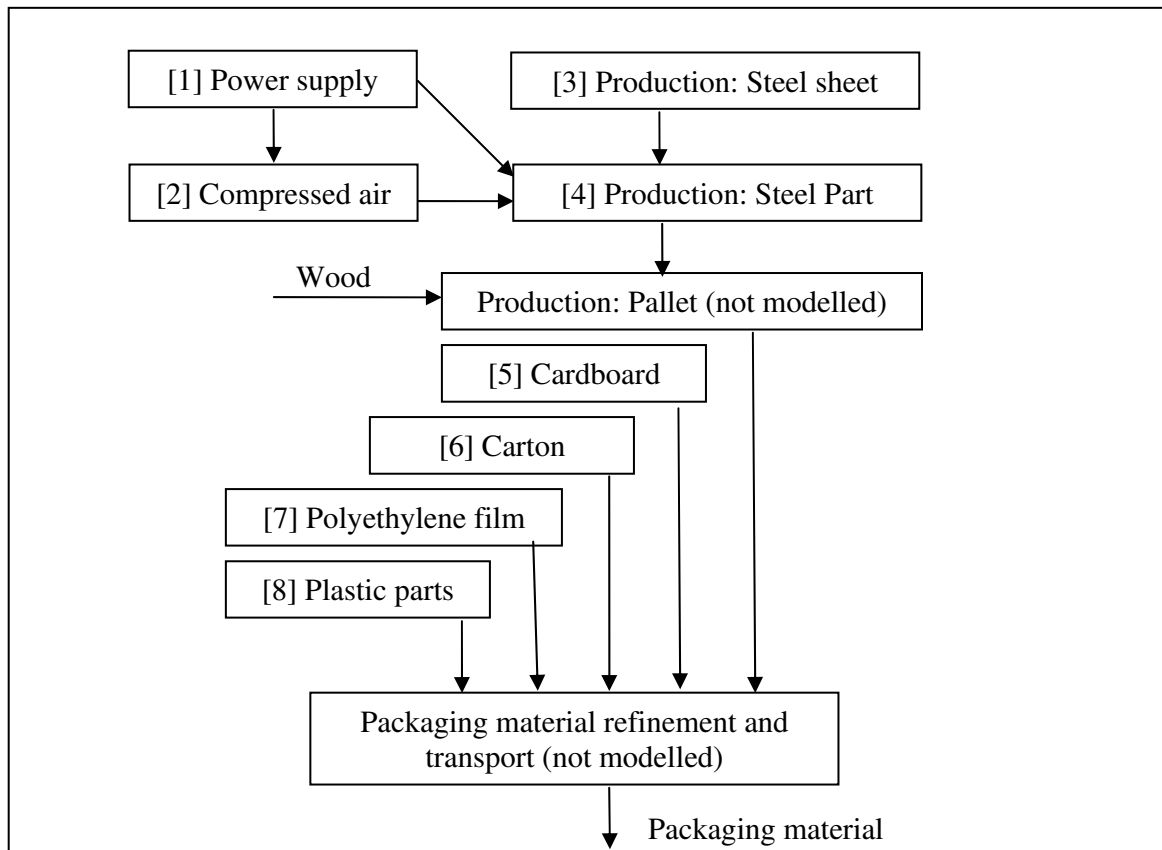 [1] Power supply
[3] Production: Steel sheet
[2] Compressed air
[4] Production: Steel Part
Wood
Production: Pallet (not modelled)
[5] Cardboard
[6] Carton
[7] Polyethylene film
[8] Plastic parts
Packaging material refinement and
transport (not modelled)
Packaging material